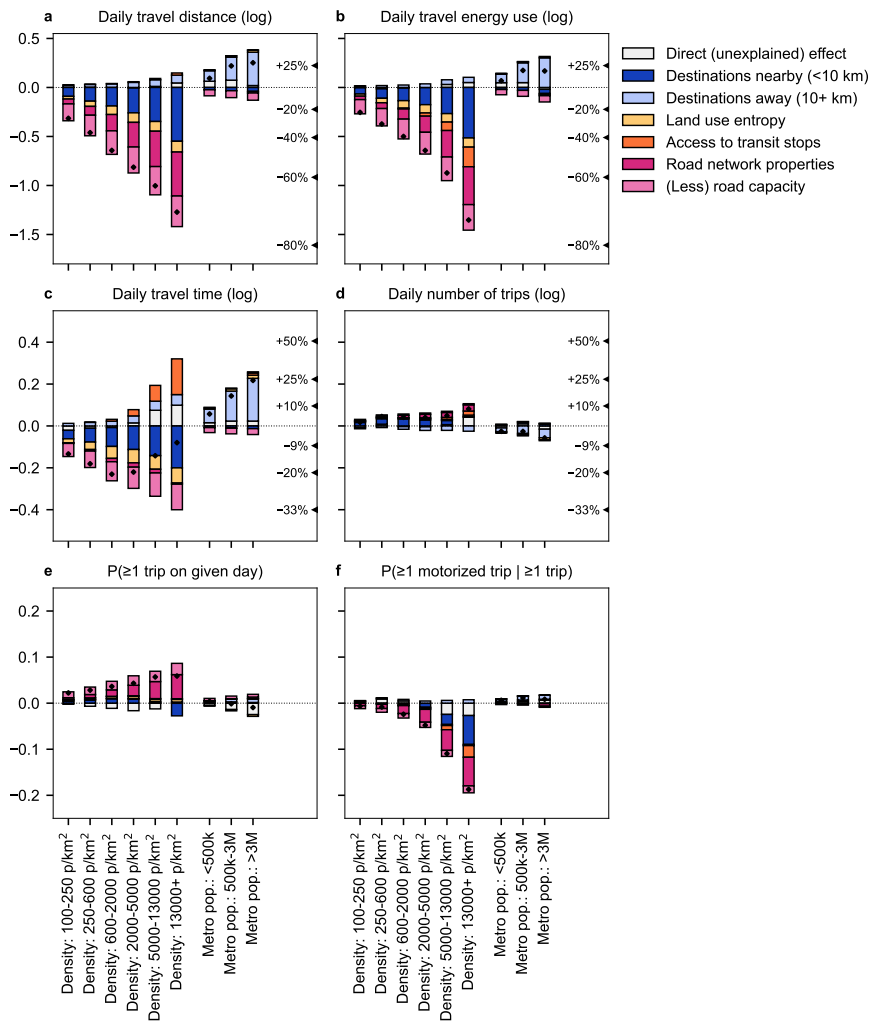 a Daily travel distance (log)
b Daily travel energy use (log)
0.5
0.0
−0.5
−1.0
−1.5
+25%
−20%
−40%
−60%
−80%
+25%
−20%
−40%
−60%
−80%
Direct (unexplained) effect
Destinations nearby (<10 km)
Destinations away (10+ km)
Land use entropy
Access to transit stops
Road network properties
(Less) road capacity
c Daily travel time (log)
d Daily number of trips (log)
0.4
0.2
0.0
−0.2
−0.4
+50%
+25%
+10%
−9%
−20%
−33%
+50%
+25%
+10%
−9%
−20%
−33%
e P(≥1 trip on given day)
f P(≥1 motorized trip | ≥1 trip)
0.2
0.1
0.0
−0.1
−0.2
Density: 100-250 p/km²
Density: 250-600 p/km²
Density: 600-2000 p/km²
Density: 2000-5000 p/km²
Density: 5000-13000 p/km²
Density: 13000+ p/km²
Metro pop.: <500k
Metro pop.: 500k-3M
Metro pop.: >3M
Density: 100-250 p/km²
Density: 250-600 p/km²
Density: 600-2000 p/km²
Density: 2000-5000 p/km²
Density: 5000-13000 p/km²
Density: 13000+ p/km²
Metro pop.: <500k
Metro pop.: 500k-3M
Metro pop.: >3M